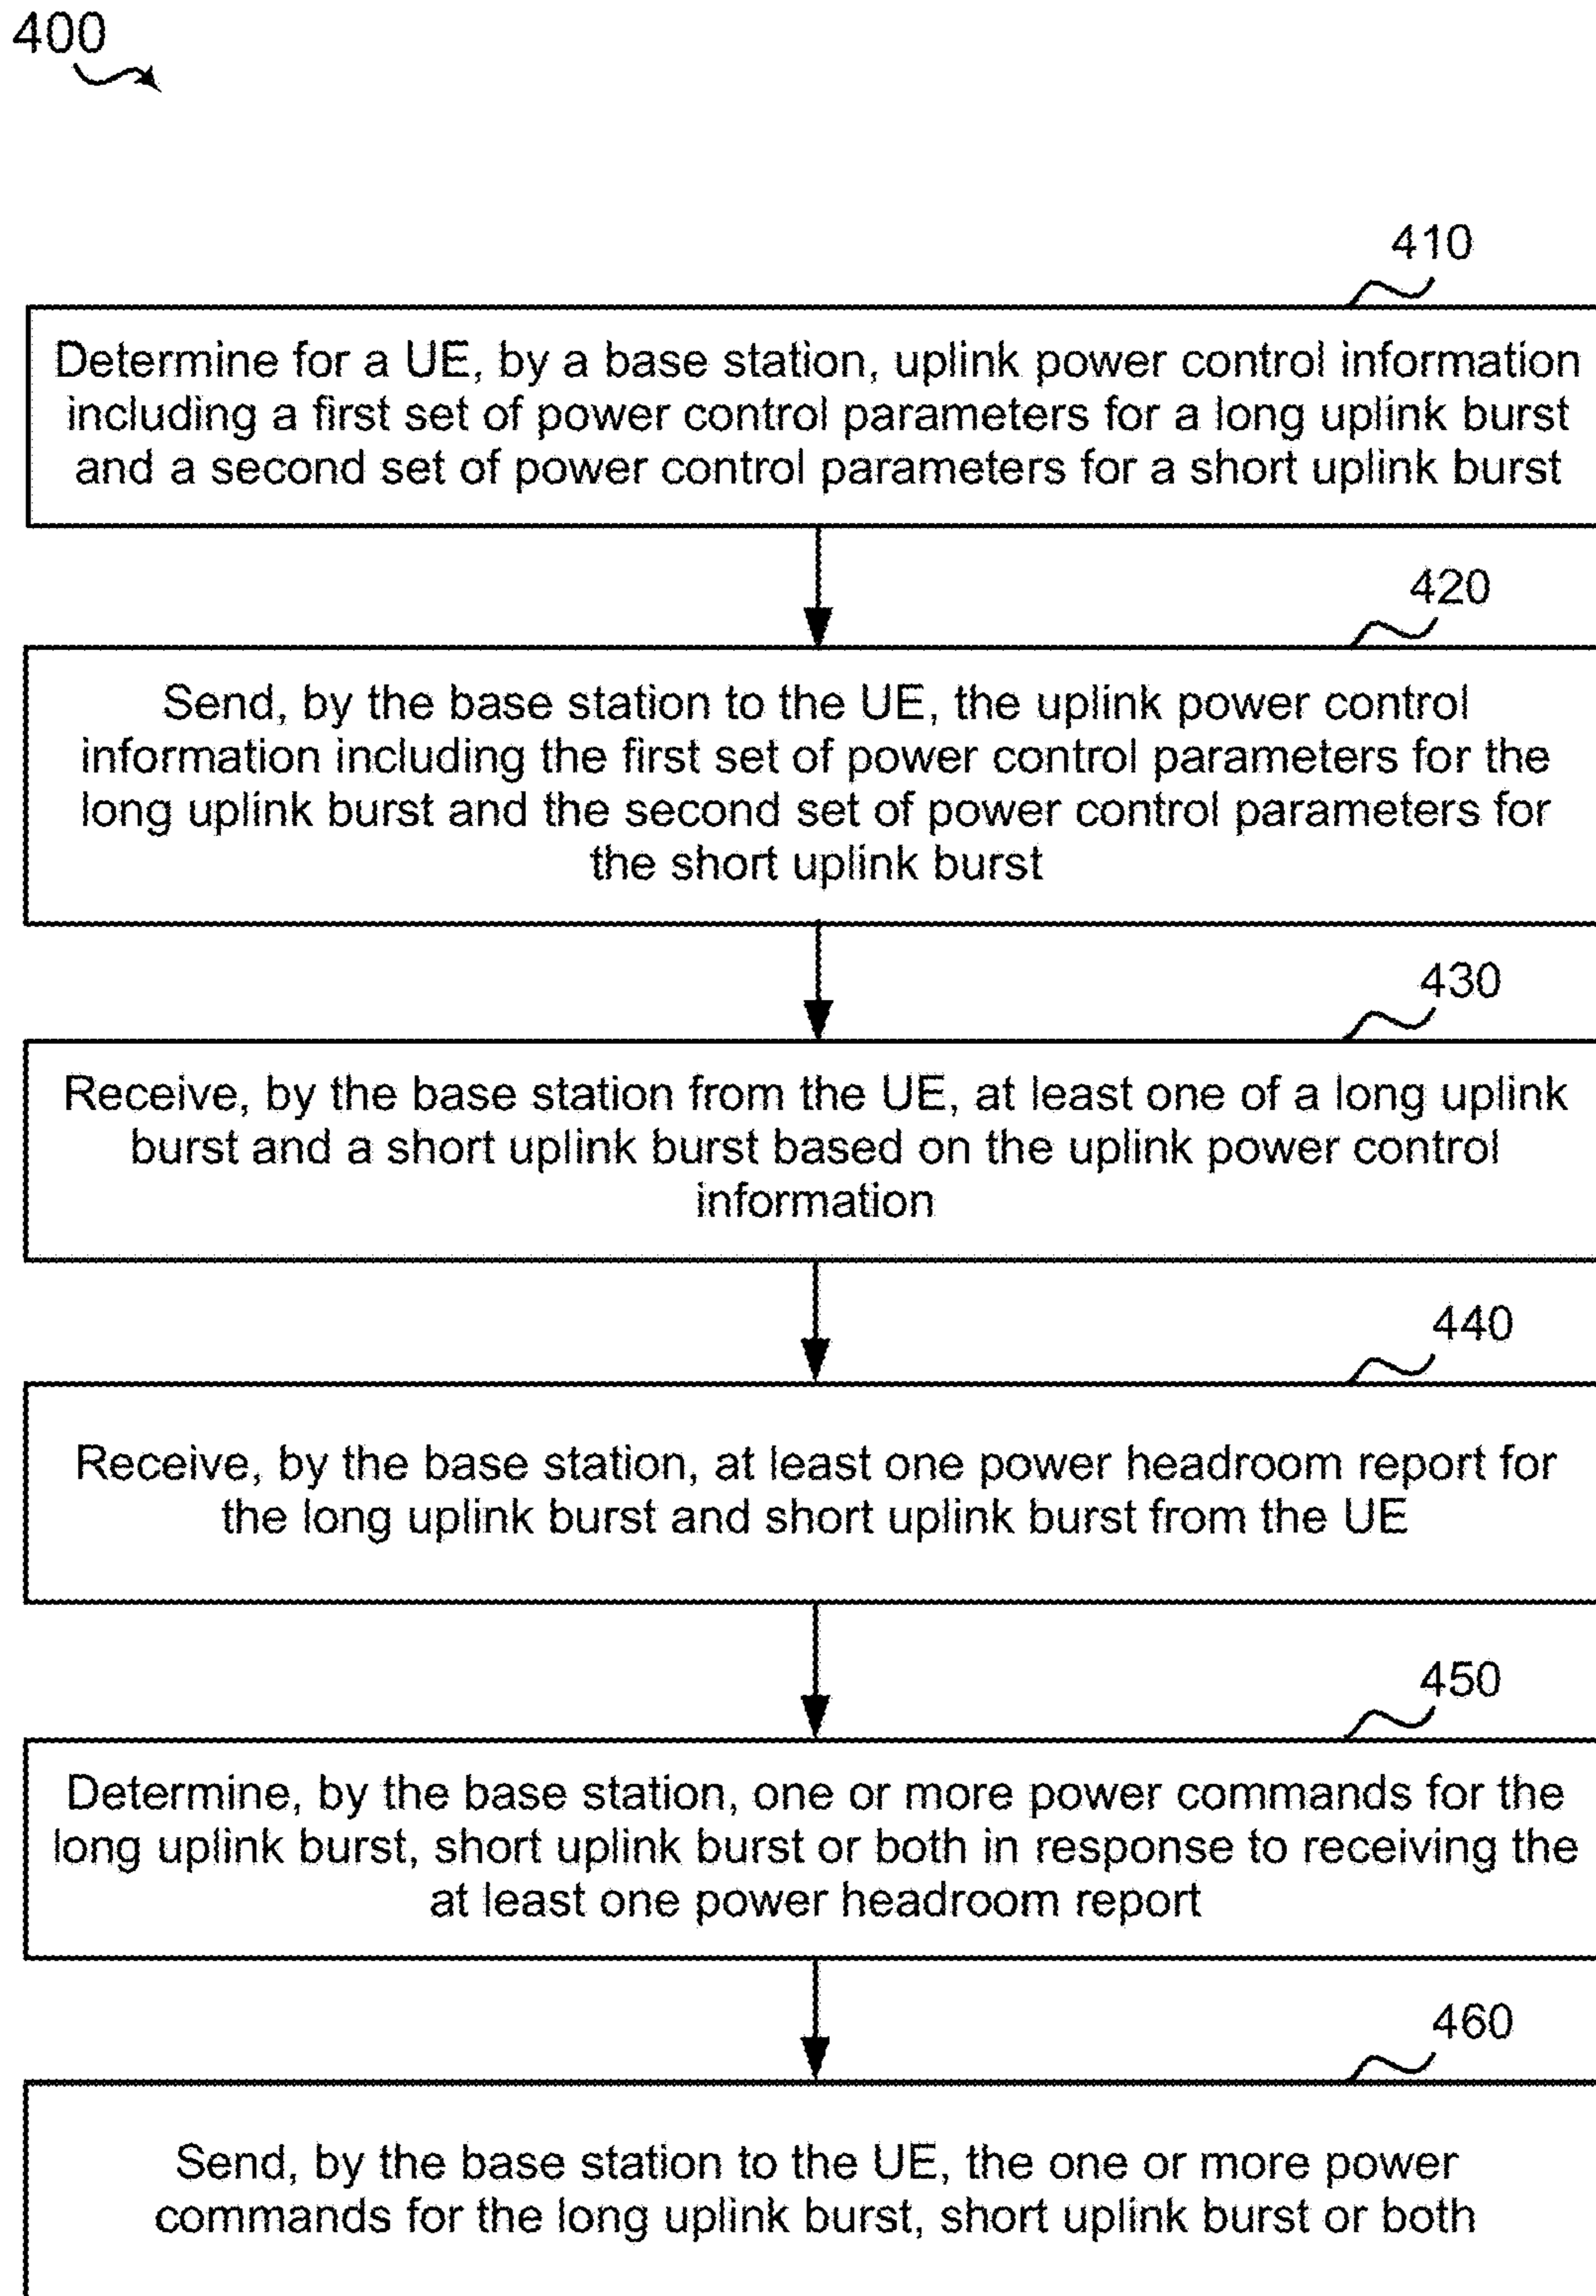 400
410
Determine for a UE, by a base station, uplink power control information
including a first set of power control parameters for a long uplink burst
and a second set of power control parameters for a short uplink burst
420
Send, by the base station to the UE, the uplink power control
information including the first set of power control parameters for the
long uplink burst and the second set of power control parameters for
the short uplink burst
430
Receive, by the base station from the UE, at least one of a long uplink
burst and a short uplink burst based on the uplink power control
information
440
Receive, by the base station, at least one power headroom report for
the long uplink burst and short uplink burst from the UE
450
Determine, by the base station, one or more power commands for the
long uplink burst, short uplink burst or both in response to receiving the
at least one power headroom report
460
Send, by the base station to the UE, the one or more power
commands for the long uplink burst, short uplink burst or both